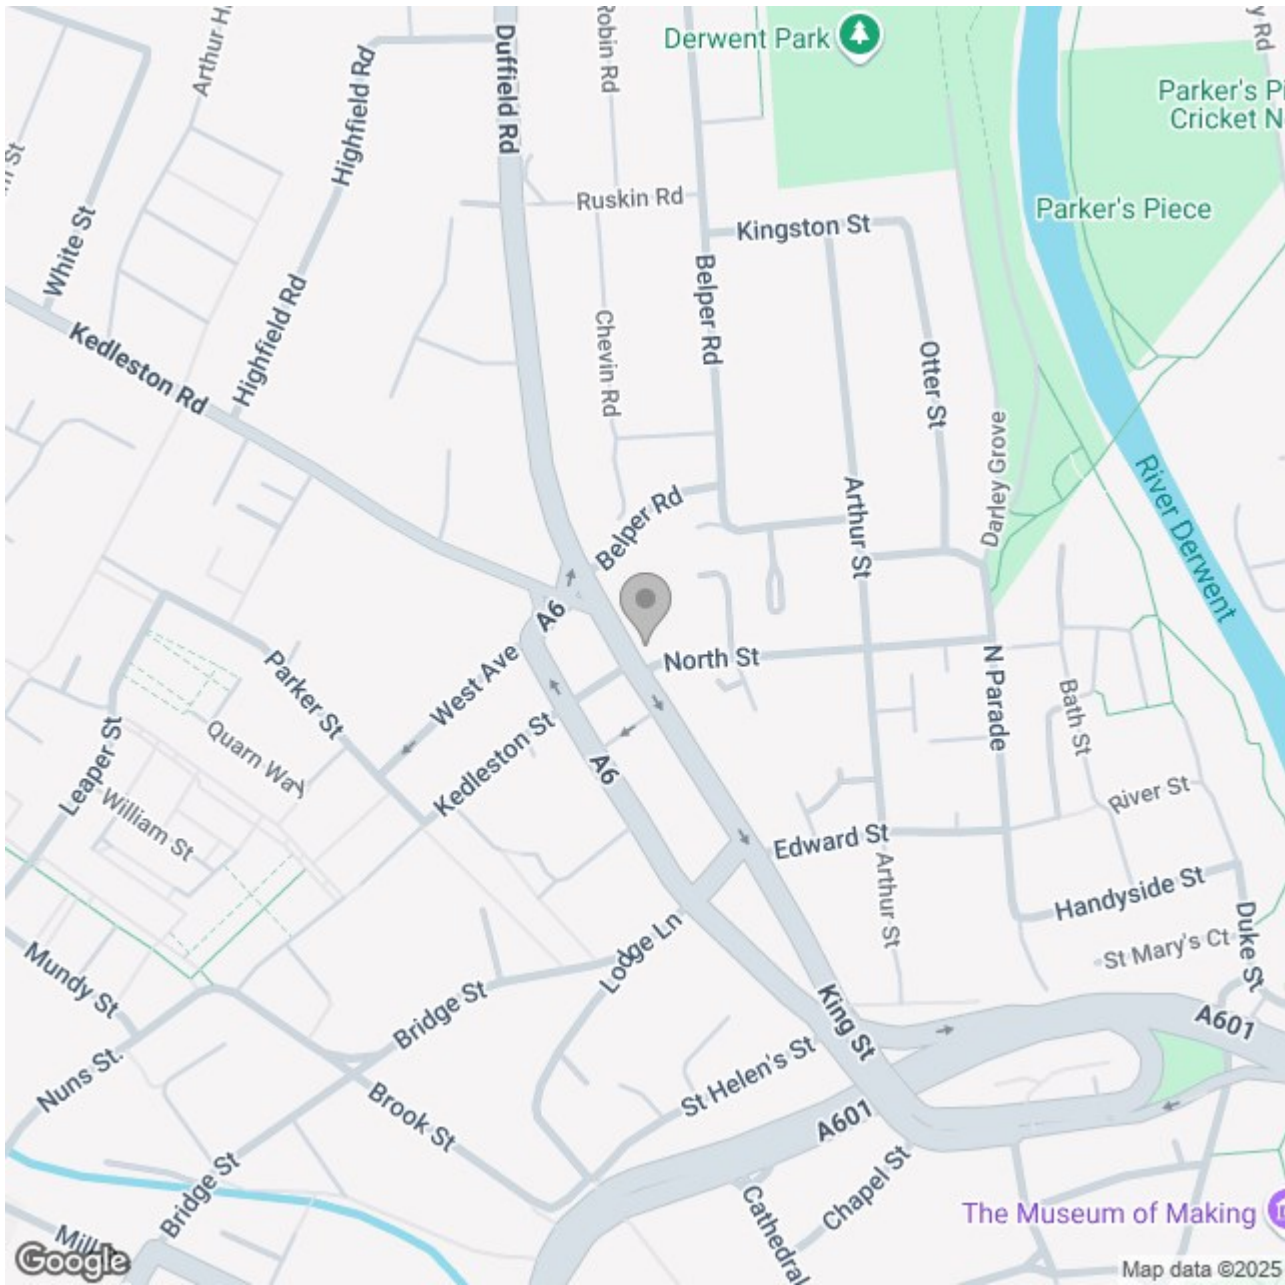 Duffield Rd
Robin Rd
Derwent Park
Arthur H
Highfield Rd
y Rd
Parker's Pi
Cricket N
Ruskin Rd
Parker's Piece
White St
Kingston St
Belper Rd
Highfield Rd
Chevin Rd
Kedleston Rd
Otter St
Darley Grove
Arthur St
Belper Rd
River Derwent
A6
North St
West Ave
Parker St
N Parade
Bath St
Kedleston St
Quarn Way
A6
Leaper St
William St
River St
Edward St
Arthur St
Handyside St
Duke St
St Mary's Ct
Lodge Ln
Mundy St
Bridge St
King St
A601
Nuns St.
St Helen's St
Brook St
A601
Chapel St
Bridge St
Cathedral
The Museum of Making
Mill
Google
Map data ©2025